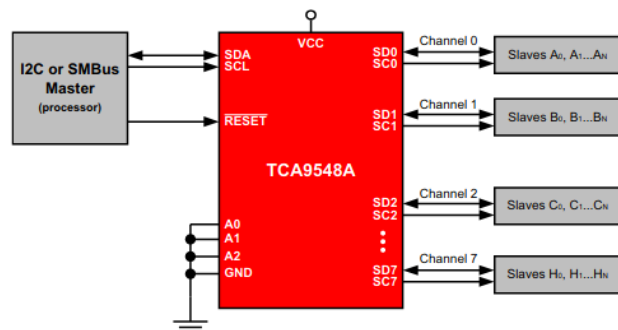 VCC
I2C or SMBus
Master
(processor)
SDA
SCL
RESET
TCA9548A
A0
A1
A2
GND
SD0
SC0
Channel 0
Slaves A0, A1...AN
SD1
SC1
Channel 1
Slaves B0, B1...BN
SD2
SC2
Channel 2
Slaves C0, C1...CN
SD7
SC7
Channel 7
Slaves H0, H1...HN